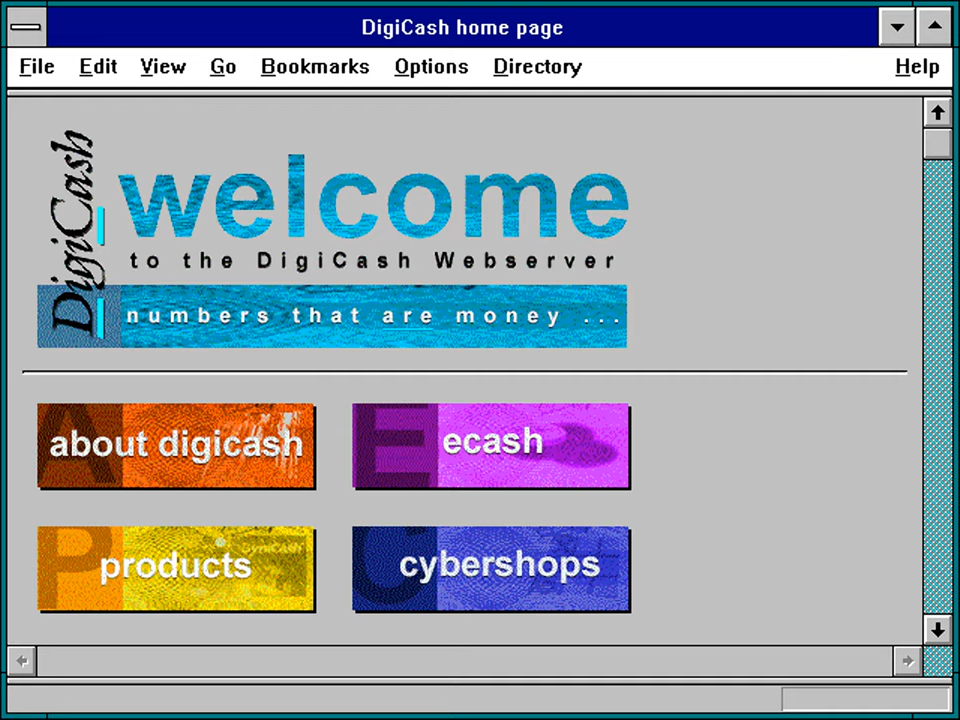 DigiCash home page
File Edit View Go Bookmarks Options Directory Help
DigiCash
welcome
to the DigiCash Webserver
numbers that are money ...
A about digicash
E ecash
P products
C cybershops